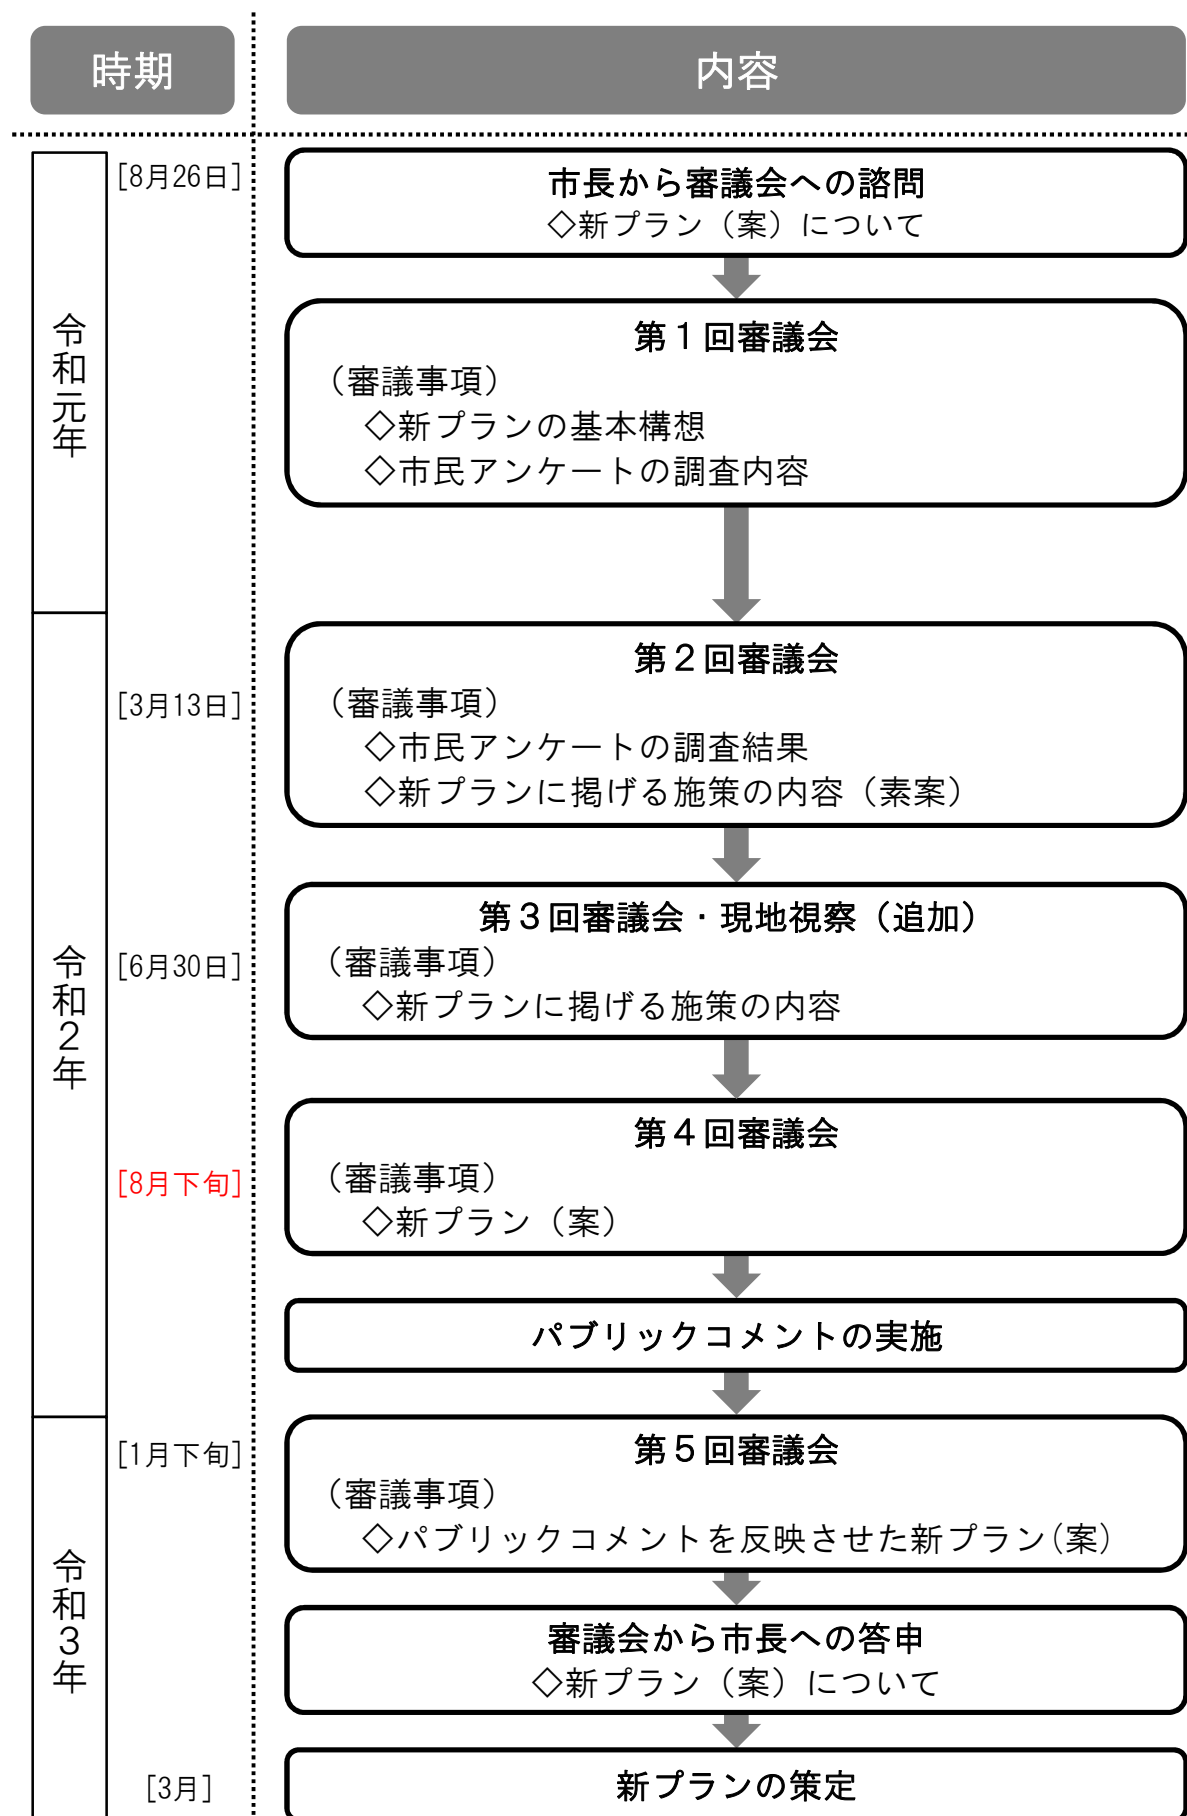 時期
内容
令和元年
[8月26日]
市長から審議会への諮問
◇新プラン（案）について
第１回審議会
（審議事項）
◇新プランの基本構想
◇市民アンケートの調査内容
令和２年
第２回審議会
[3月13日]
（審議事項）
◇市民アンケートの調査結果
◇新プランに掲げる施策の内容（素案）
第３回審議会・現地視察（追加）
[6月30日]
（審議事項）
◇新プランに掲げる施策の内容
第４回審議会
[8月下旬]
（審議事項）
◇新プラン（案）
パブリックコメントの実施
令和３年
[1月下旬]
第５回審議会
（審議事項）
◇パブリックコメントを反映させた新プラン(案)
審議会から市長への答申
◇新プラン（案）について
[3月]
新プランの策定